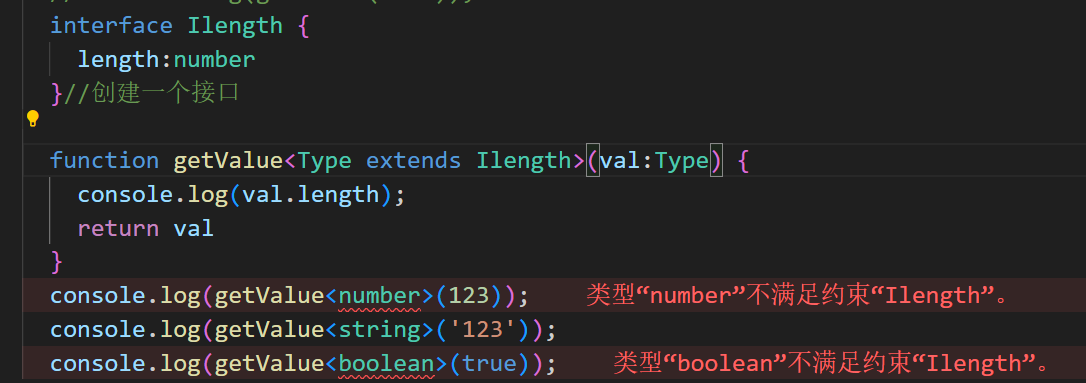 interface Ilength {
  length:number
}//创建一个接口
function getValue<Type extends Ilength>(val:Type) {
  console.log(val.length);
  return val
}
console.log(getValue<number>(123));    类型“number”不满足约束“Ilength”。
console.log(getValue<string>('123'));
console.log(getValue<boolean>(true));    类型“boolean”不满足约束“Ilength”。